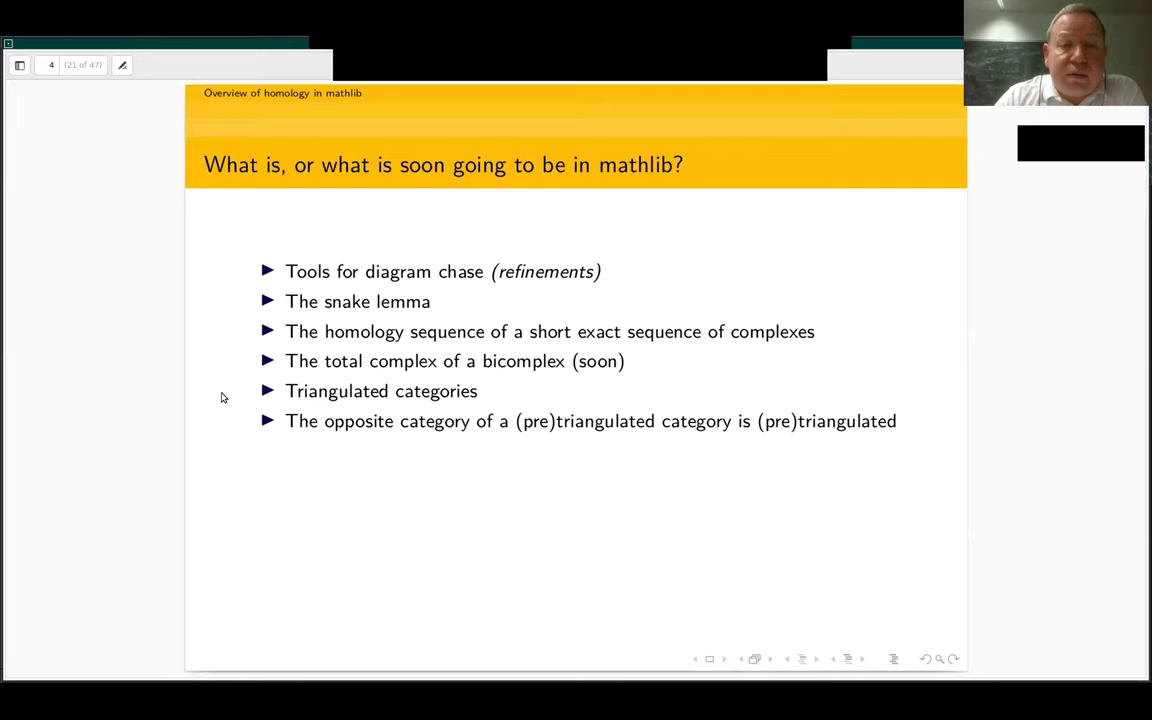 4 (21 of 47)
Overview of homology in mathlib
What is, or what is soon going to be in mathlib?
Tools for diagram chase (refinements)
The snake lemma
The homology sequence of a short exact sequence of complexes
The total complex of a bicomplex (soon)
Triangulated categories
The opposite category of a (pre)triangulated category is (pre)triangulated